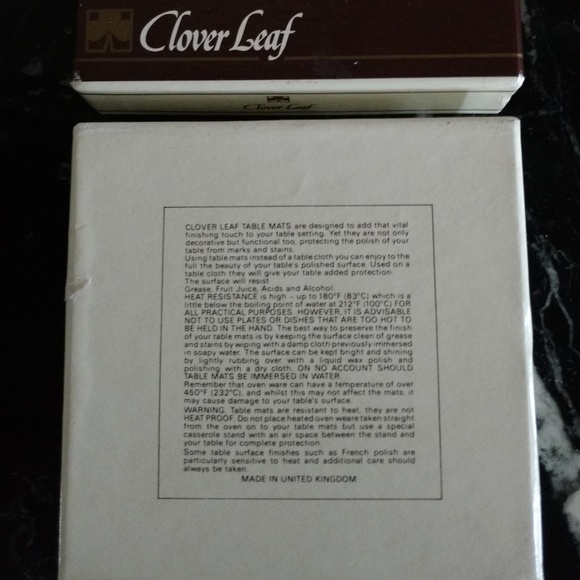 Clover Leaf
Clover Leaf
CLOVER LEAF TABLE MATS are designed to add that vital
finishing touch to your table setting. Yet they are not only
decorative but functional too, protecting the polish of your
table from marks and stains.
Using table mats instead of a table cloth you can enjoy to the
full the beauty of your table's polished surface. Used on a
table cloth they will give your table added protection.
The surface will resist
Grease, Fruit Juice, Acids and Alcohol.
HEAT RESISTANCE is high - up to 180°F (83°C) which is a
little below the boiling point of water at 212°F (100°C) FOR
ALL PRACTICAL PURPOSES. HOWEVER, IT IS ADVISABLE
NOT TO USE PLATES OR DISHES THAT ARE TOO HOT TO
BE HELD IN THE HAND. The best way to preserve the finish
of your table mats is by keeping the surface clean of grease
and stains by wiping with a damp cloth previously immersed
in soapy water. The surface can be kept bright and shining
by lightly rubbing over with a liquid wax polish and
polishing with a dry cloth. ON NO ACCOUNT SHOULD
TABLE MATS BE IMMERSED IN WATER.
Remember that oven ware can have a temperature of over
450°F (232°C), and whilst this may not affect the mats, it
may cause damage to your table's surface.
WARNING. Table mats are resistant to heat, they are not
HEAT PROOF. Do not place heated oven weare taken straight
from the oven on to your table mats but use a special
casserole stand with an air space between the stand and
your table for complete protection.
Some table surface finishes such as French polish are
particularly sensitive to heat and additional care should
always be taken.
MADE IN UNITED KINGDOM